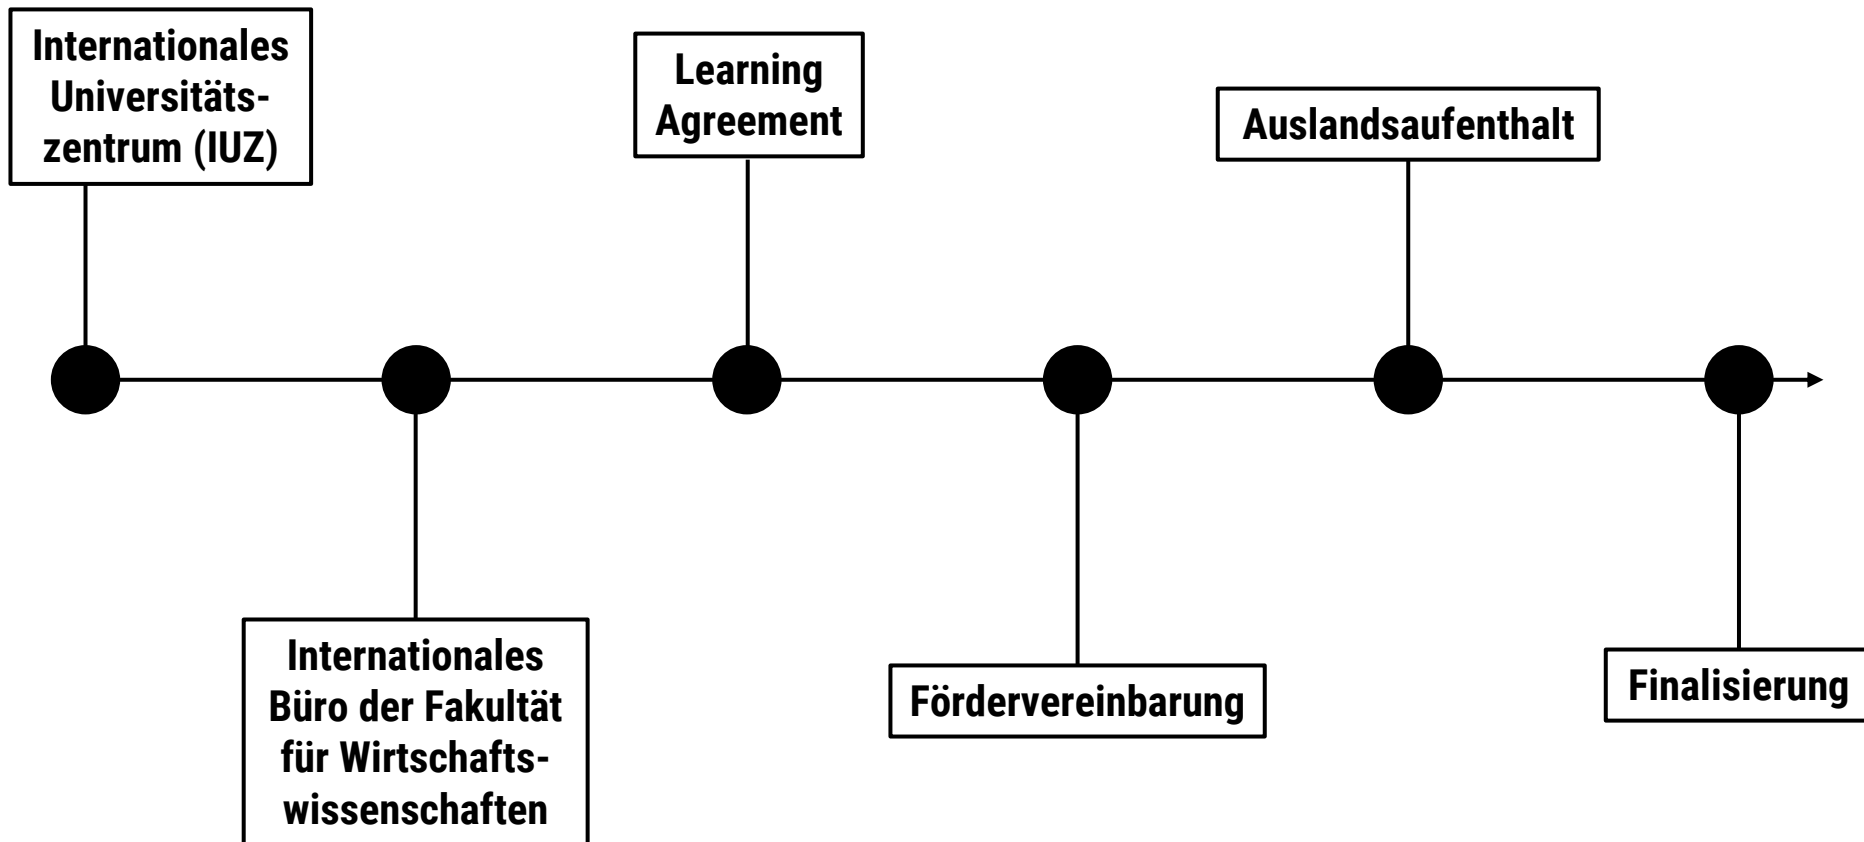 Internationales
Universitäts-
zentrum (IUZ)
Internationales
Büro der Fakultät
für Wirtschafts-
wissenschaften
Learning
Agreement
Fördervereinbarung
Auslandsaufenthalt
Finalisierung